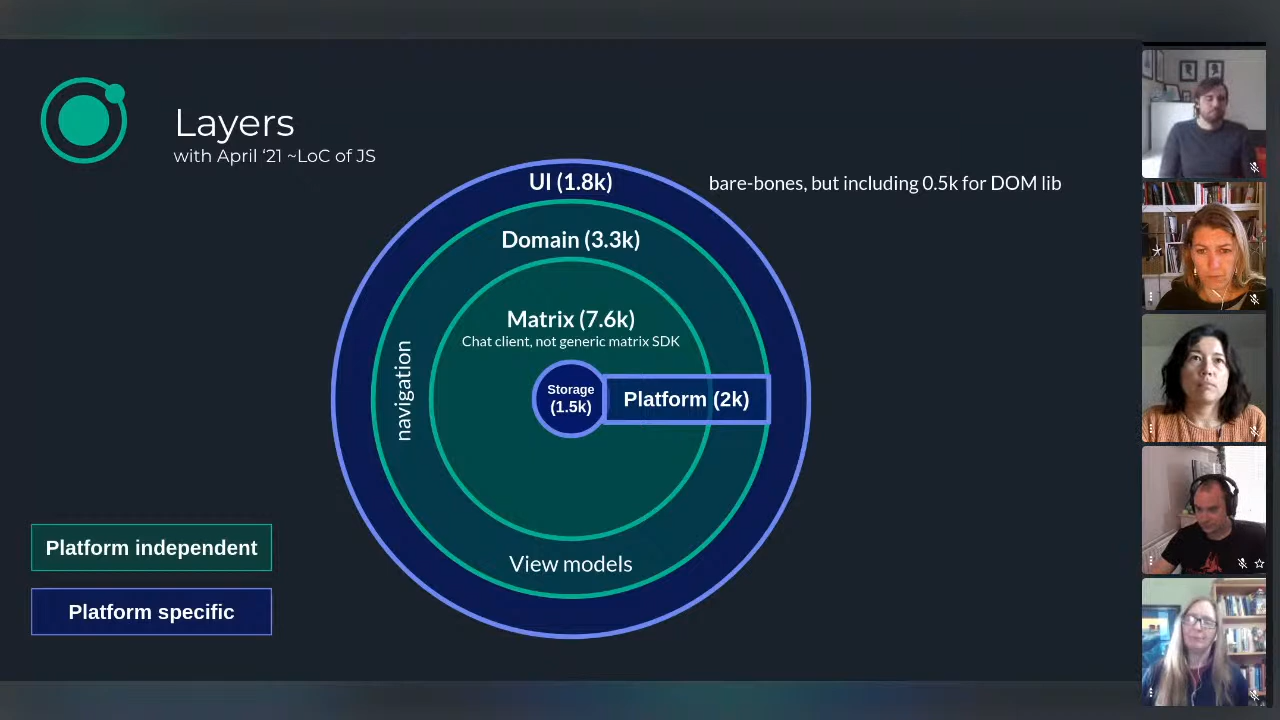 Layers
with April ‘21 ~LoC of JS
UI (1.8k)
bare-bones, but including 0.5k for DOM lib
Domain (3.3k)
Matrix (7.6k)
Chat client, not generic matrix SDK
navigation
Storage
(1.5k)
Platform (2k)
View models
Platform independent
Platform specific